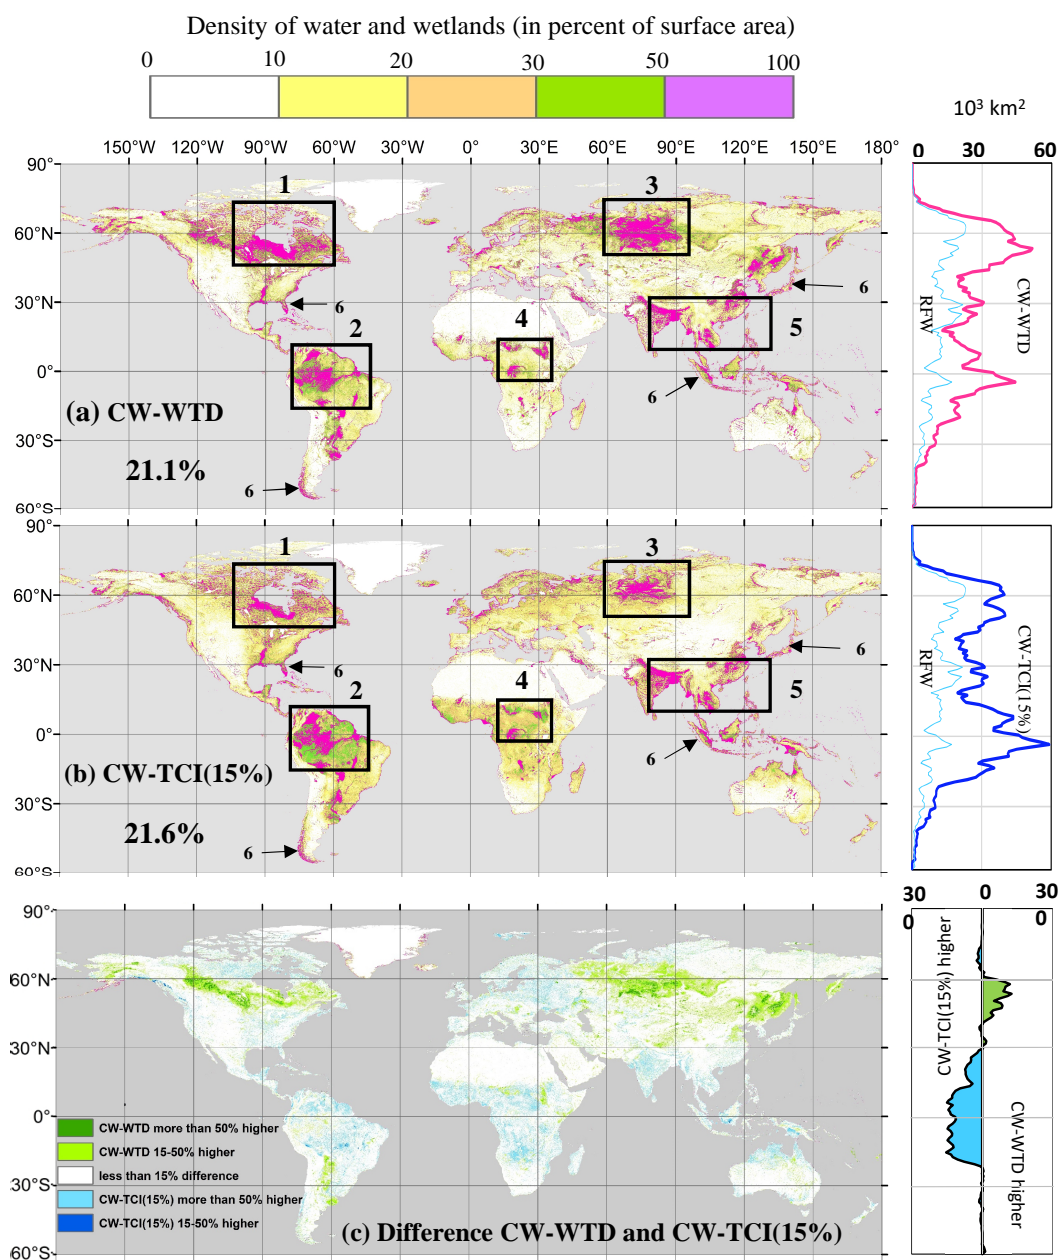 Density of water and wetlands (in percent of surface area)
0 10 20 30 50 100
10³ km²
150°W 120°W 90°W 60°W 30°W 0° 30°E 60°E 90°E 120°E 150°E 180°
0 30 60
90°
60°N
30°N
0°
30°S
60°S
1
2
3
4
5
6
6
6
6
(a) CW-WTD
21.1%
RFW
CW-WTD
90°
60°N
30°N
0°
30°S
60°S
1
2
3
4
5
6
6
6
6
(b) CW-TCI(15%)
21.6%
RFW
CW-TCI(15%)
30 0 30
0 0
90°
60°N
30°N
0°
30°S
60°S
CW-WTD more than 50% higher
CW-WTD 15-50% higher
less than 15% difference
CW-TCI(15%) more than 50% higher
CW-TCI(15%) 15-50% higher
(c) Difference CW-WTD and CW-TCI(15%)
CW-TCI(15%) higher
CW-WTD higher